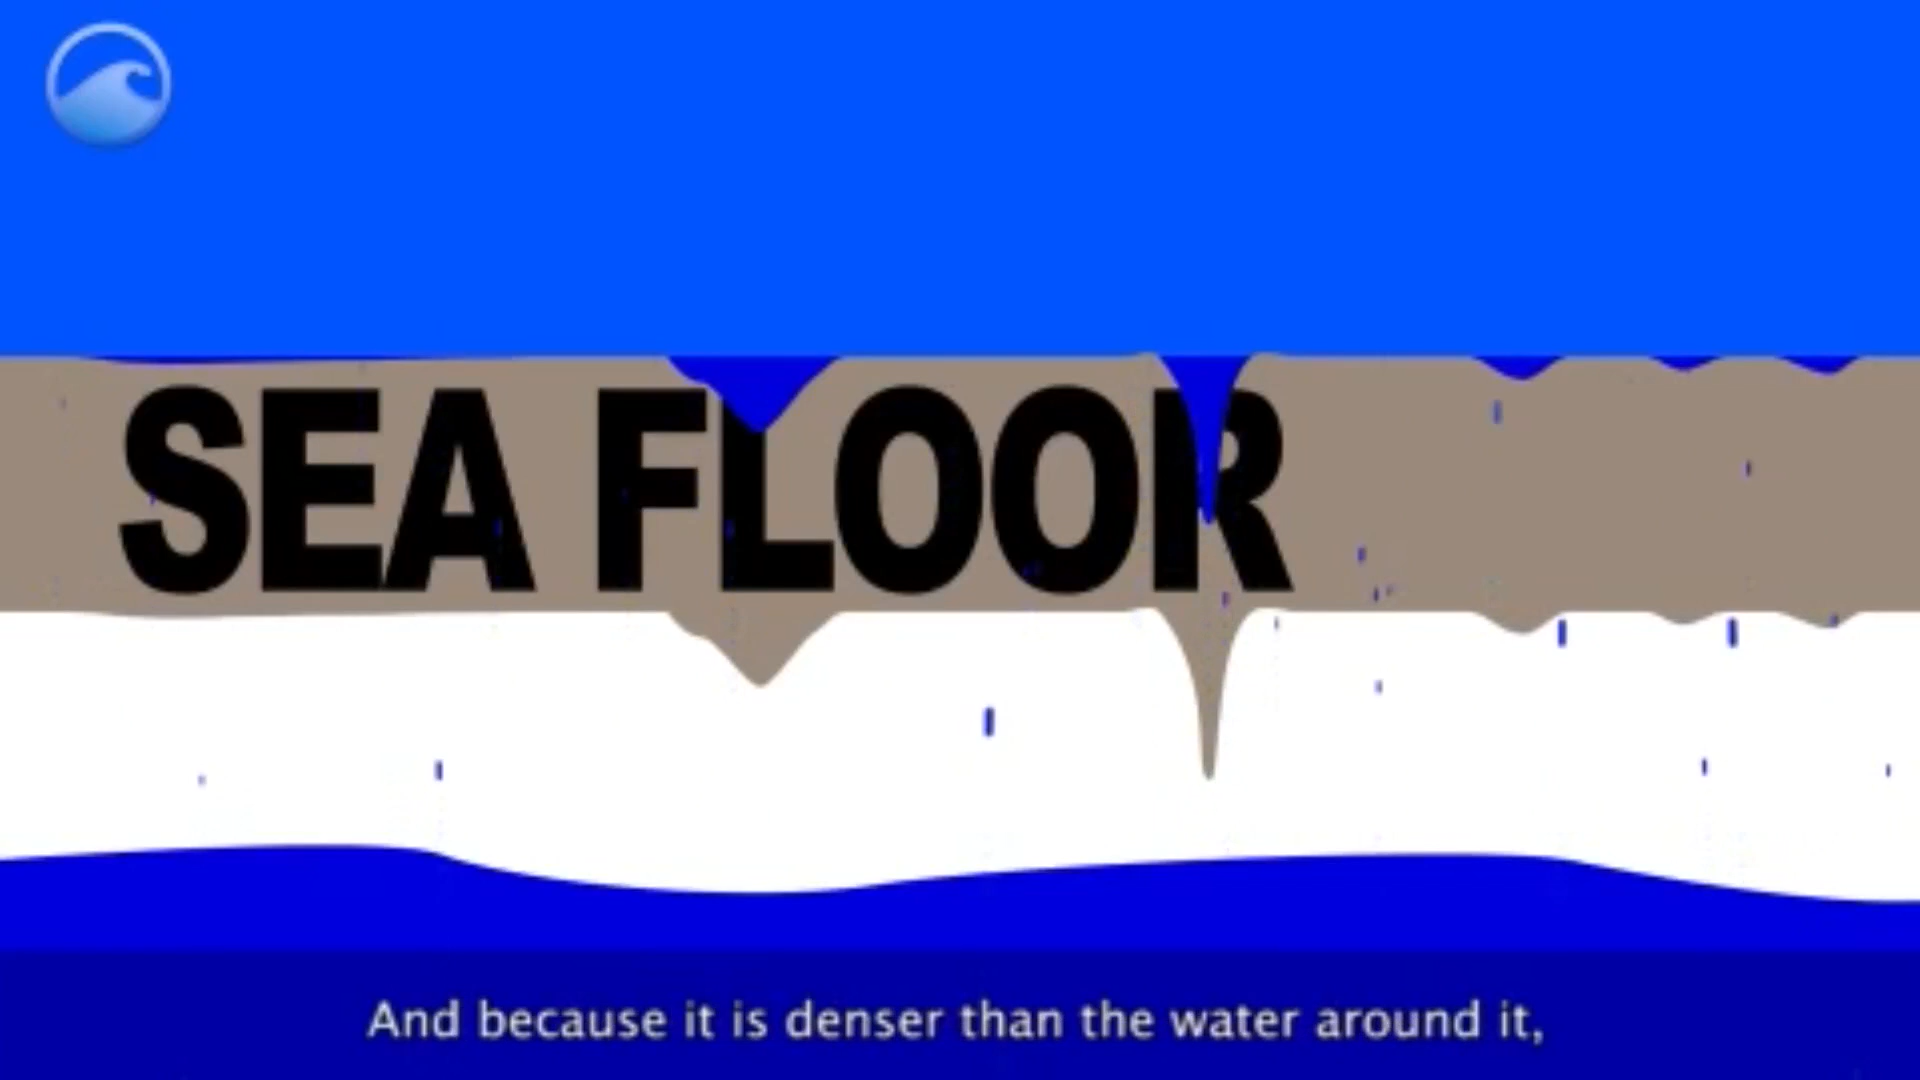 SEA FLOOR
And because it is denser than the water around it,